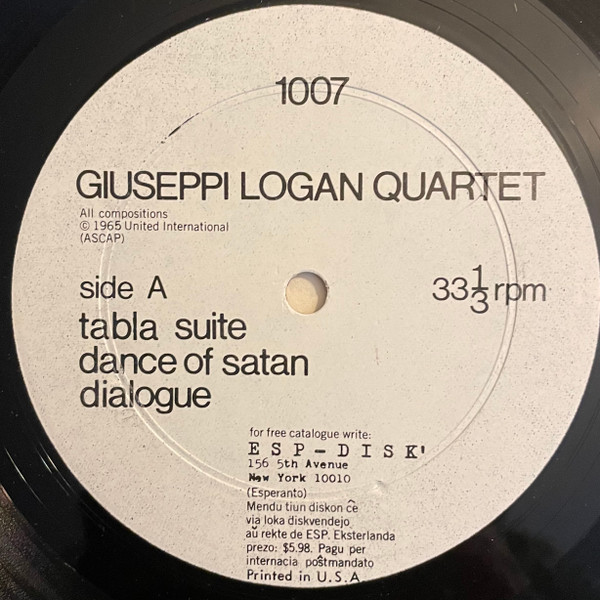 1007
GIUSEPPI LOGAN QUARTET
All compositions
© 1965 United International
(ASCAP)
side A
33 1/3 rpm
tabla suite
dance of satan
dialogue
for free catalogue write:
ESP-DISK'
156 5th Avenue
New York 10010
(Esperanto)
Mendu tiun diskon ĉe
via loka diskvendejo
aŭ rekte de ESP. Eksterlanda
prezo: $5.98. Pagu per
internacia poŝtmandato
Printed in U.S.A